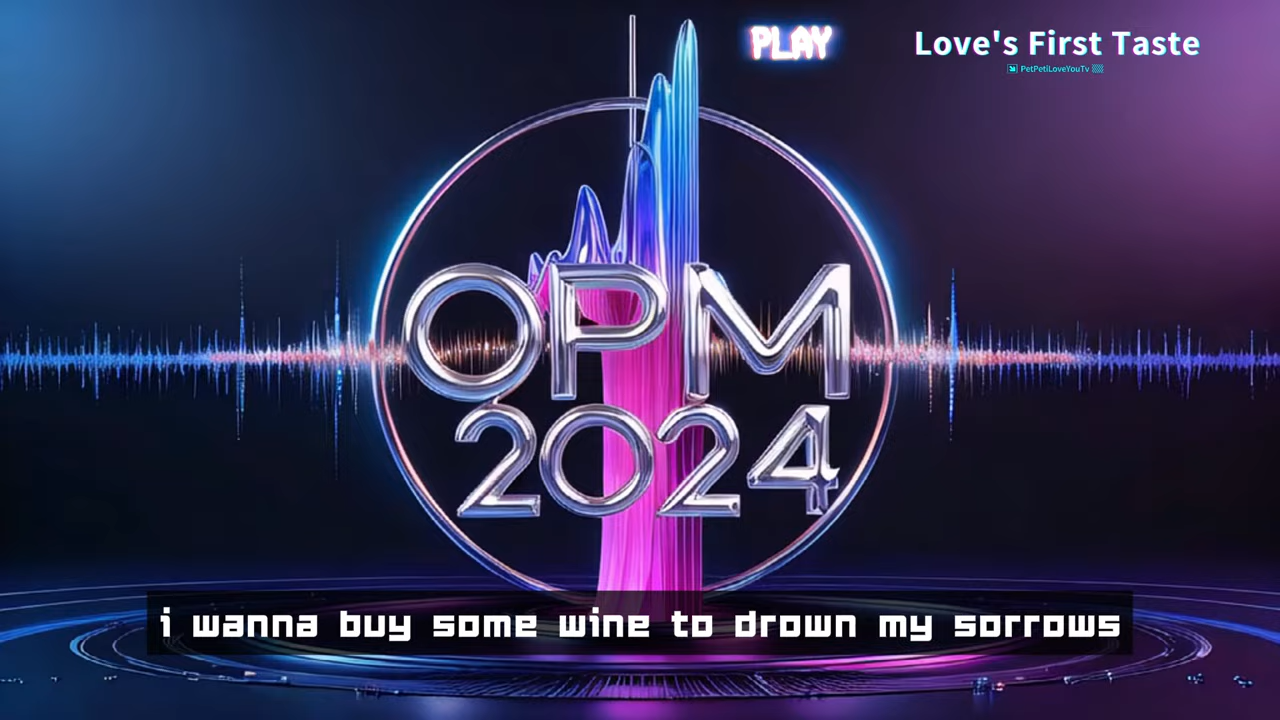 PLAY
Love's First Taste
PetPetiLoveYouTv
OPM
2024
i wanna buy some wine to drown my sorrows